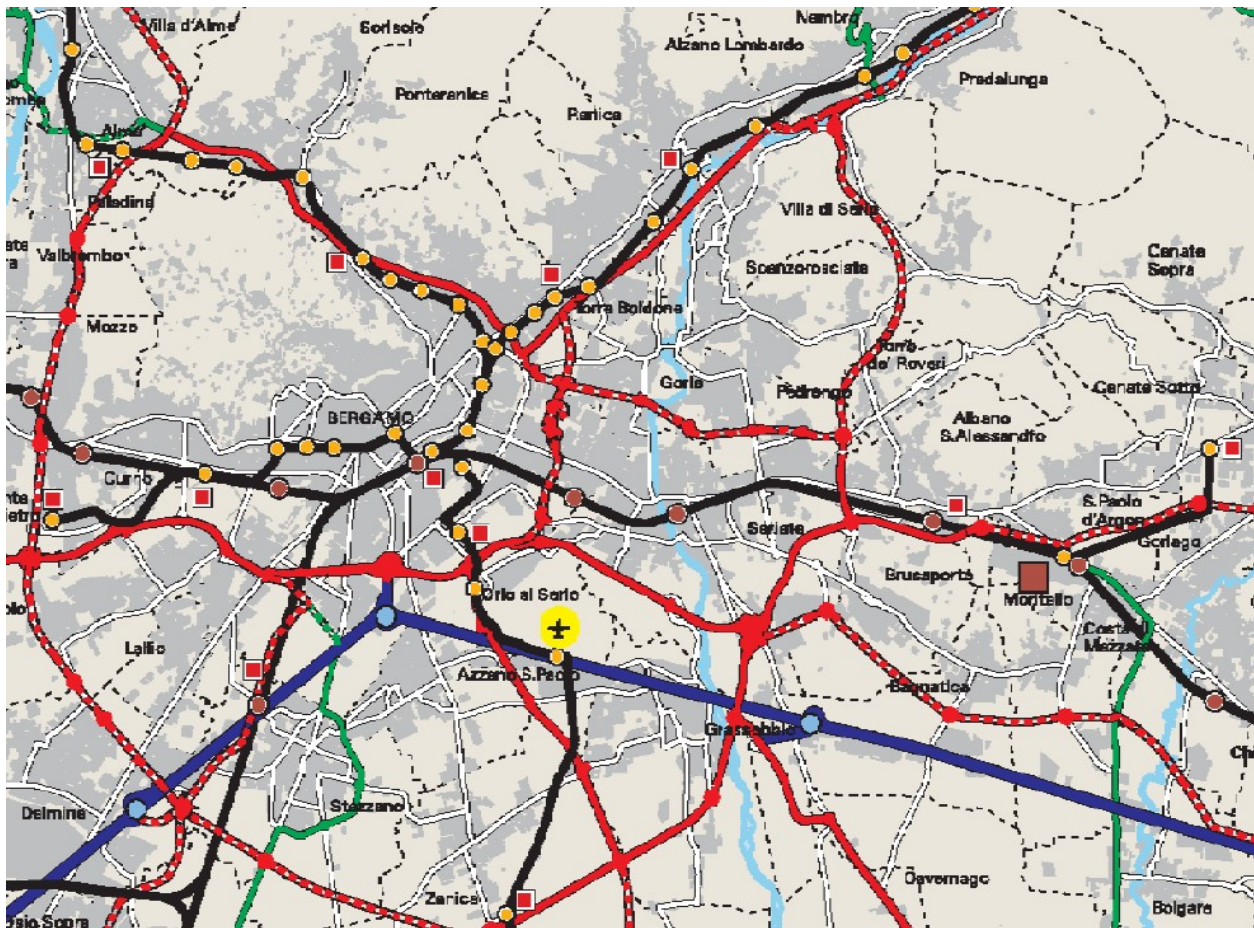 Villa d'Almè
Sorisole
Nembro
Alzano Lombardo
Pradalunga
Ponteranica
Ranica
Almè
Paladina
Villa di Serio
Valbrembo
Scanzorosciate
Cenate
Sopra
Mozzo
Torre Boldone
Torre
de' Roveri
Gorle
Pedrengo
Cenate Sotto
BERGAMO
Albano
S.Alessandro
Curno
S.Paolo
d'Argon
Seriate
Gorlago
Brusaporto
Orio al Serio
Montello
Costa di
Mezzate
Lallio
Azzano S.Paolo
Bagnatica
Grassobbio
Dalmine
Stezzano
Zanica
Cavernago
Bolgare